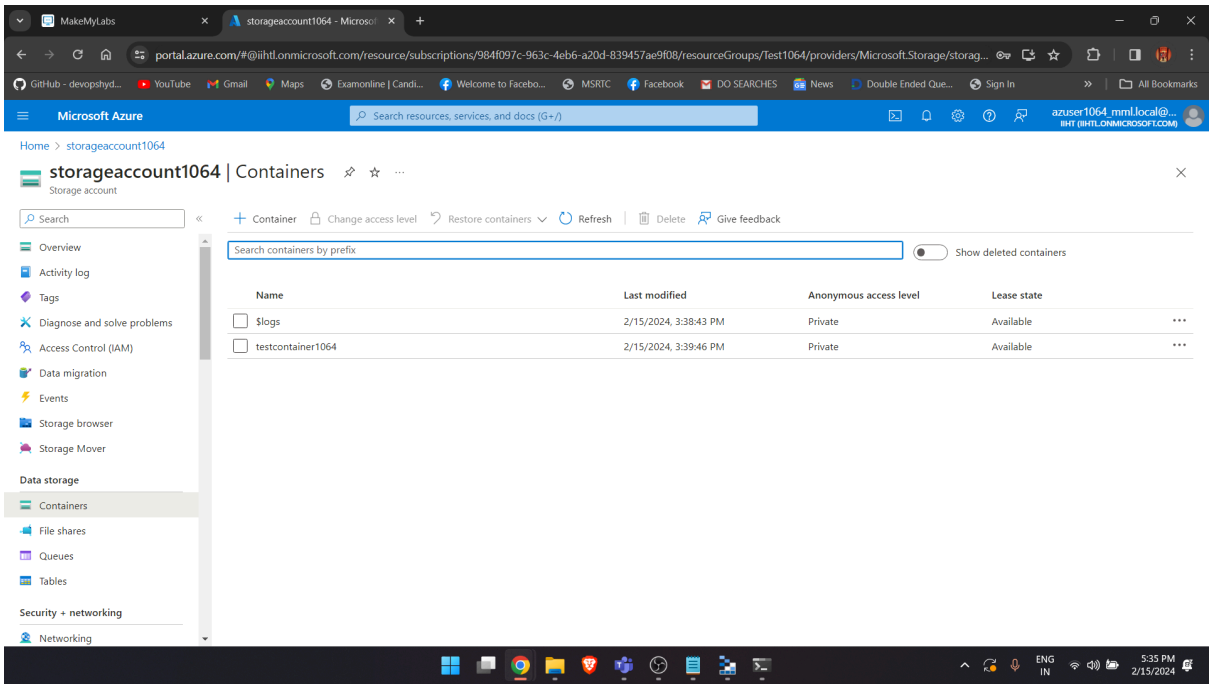 MakeMyLabs
storageaccount1064 - Microsof
portal.azure.com/#@iihtl.onmicrosoft.com/resource/subscriptions/984f097c-963c-4eb6-a20d-839457ae9f08/resourceGroups/Test1064/providers/Microsoft.Storage/storag...
GitHub - devopshyd... YouTube Gmail Maps Examonline | Candi... Welcome to Facebo... MSRTC Facebook DO SEARCHES News Double Ended Que... Sign In » All Bookmarks
Microsoft Azure Search resources, services, and docs (G+/) azuser1064_mml.local@...
IIHT (IIHTL.ONMICROSOFT.COM)
Home > storageaccount1064
storageaccount1064 | Containers
Storage account
Search « Container Change access level Restore containers Refresh Delete Give feedback
Search containers by prefix Show deleted containers
Overview
Activity log
Tags
Diagnose and solve problems
Access Control (IAM)
Data migration
Events
Storage browser
Storage Mover
Data storage
Containers
File shares
Queues
Tables
Security + networking
Networking
Name Last modified Anonymous access level Lease state
$logs 2/15/2024, 3:38:43 PM Private Available
testcontainer1064 2/15/2024, 3:39:46 PM Private Available
ENG
IN
5:35 PM
2/15/2024